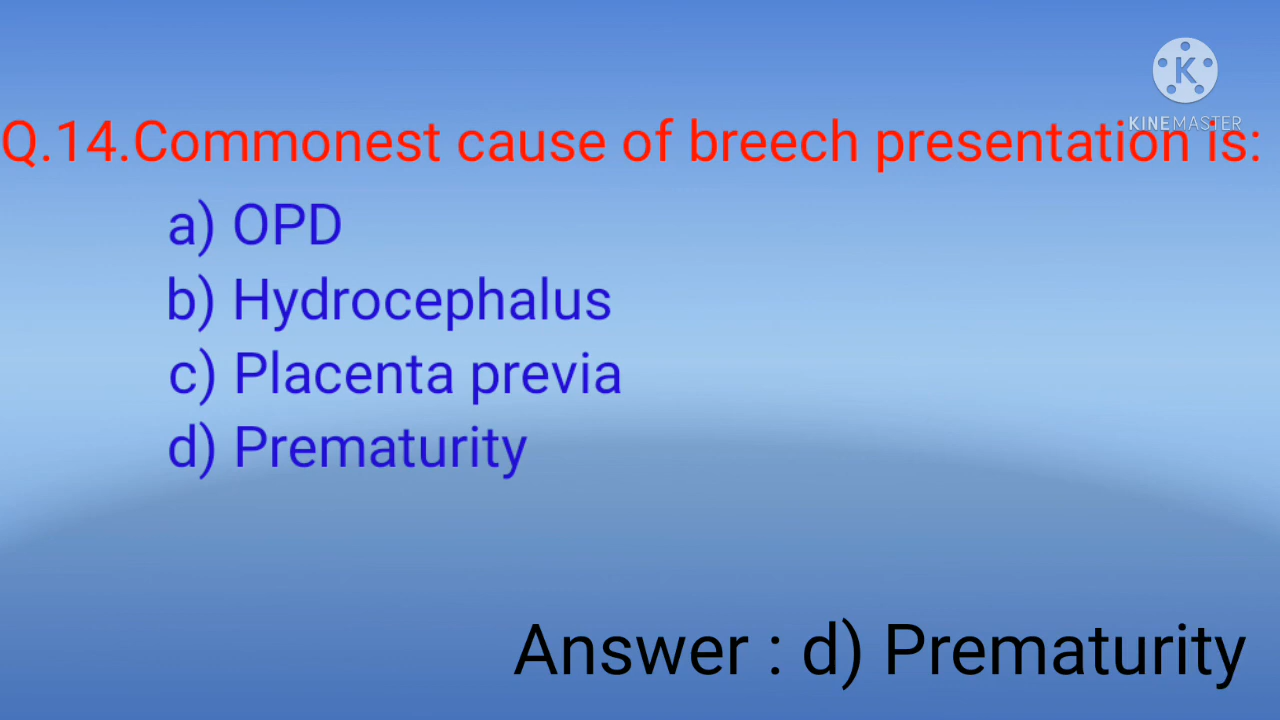 KINEMASTER
Q.14.Commonest cause of breech presentation is:
a) OPD
b) Hydrocephalus
c) Placenta previa
d) Prematurity
Answer : d) Prematurity